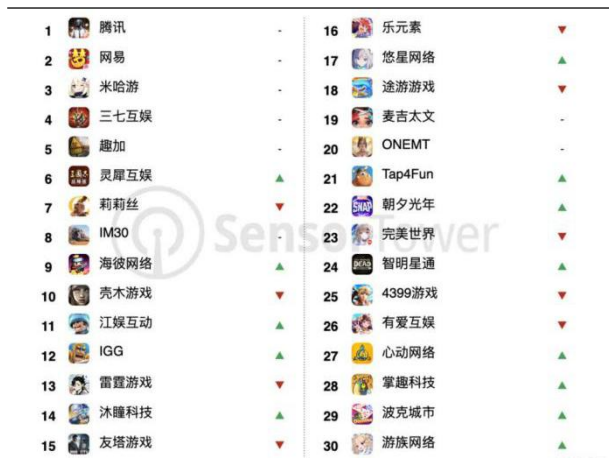 1 腾讯 -
2 网易 -
3 米哈游 -
4 三七互娱 -
5 趣加 -
6 灵犀互娱 ▲
7 莉莉丝 ▼
8 IM30 -
9 海彼网络 ▲
10 壳木游戏 ▼
11 江娱互动 ▲
12 IGG ▲
13 雷霆游戏 ▼
14 沐瞳科技 ▲
15 友塔游戏 ▼
16 乐元素 ▼
17 悠星网络 ▲
18 途游游戏 ▼
19 麦吉太文 -
20 ONEMT -
21 Tap4Fun ▲
22 朝夕光年 ▲
23 完美世界 ▼
24 智明星通 ▲
25 4399游戏 ▼
26 有爱互娱 ▼
27 心动网络 ▲
28 掌趣科技 ▲
29 波克城市 ▲
30 游族网络 ▲
SensorTower